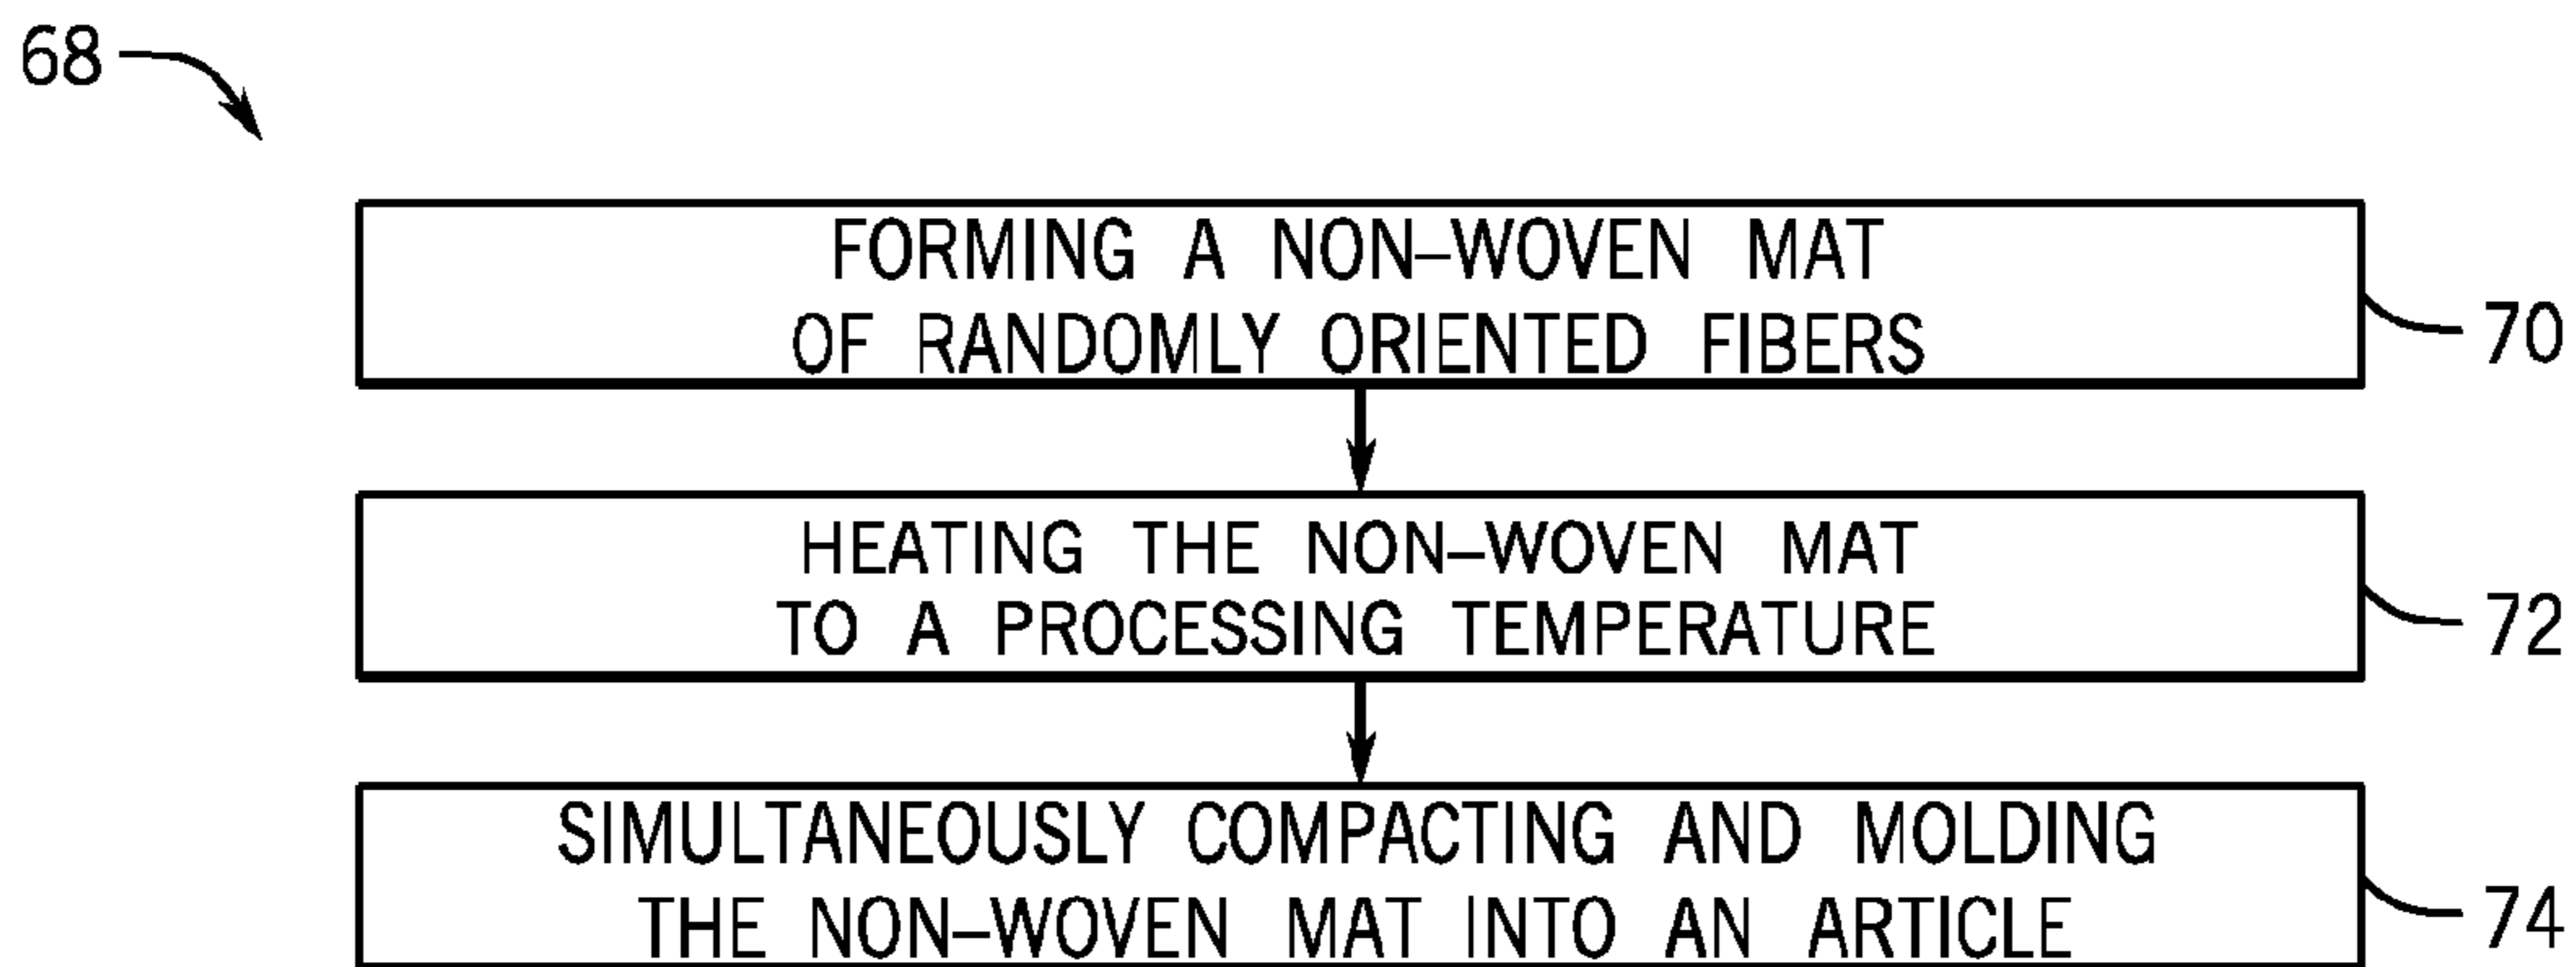 68
FORMING A NON–WOVEN MAT
OF RANDOMLY ORIENTED FIBERS
70
HEATING THE NON–WOVEN MAT
TO A PROCESSING TEMPERATURE
72
SIMULTANEOUSLY COMPACTING AND MOLDING
THE NON–WOVEN MAT INTO AN ARTICLE
74